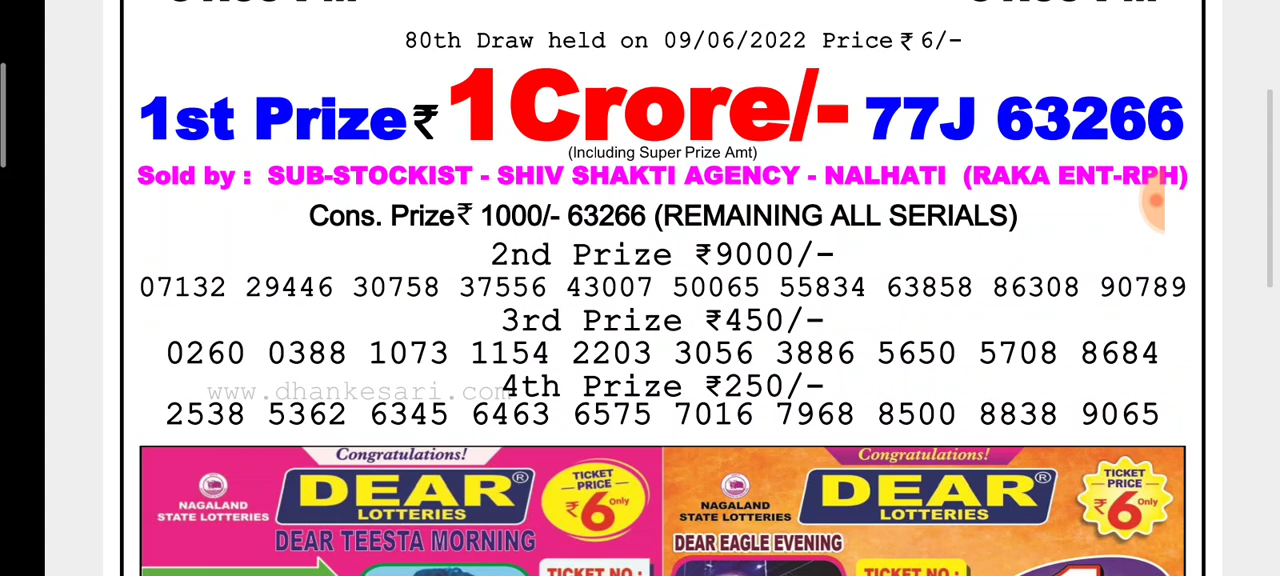 80th Draw held on 09/06/2022 Price ₹ 6/-
1st Prize ₹ 1Crore/- 77J 63266
(Including Super Prize Amt)
Sold by : SUB-STOCKIST - SHIV SHAKTI AGENCY - NALHATI (RAKA ENT-RPH)
Cons. Prize ₹ 1000/- 63266 (REMAINING ALL SERIALS)
2nd Prize ₹9000/-
07132 29446 30758 37556 43007 50065 55834 63858 86308 90789
3rd Prize ₹450/-
0260 0388 1073 1154 2203 3056 3886 5650 5708 8684
www.dhankesari.com
4th Prize ₹250/-
2538 5362 6345 6463 6575 7016 7968 8500 8838 9065
Congratulations!
NAGALAND
STATE LOTTERIES
DEAR®
LOTTERIES
TICKET
PRICE
₹6 Only
DEAR TEESTA MORNING
TICKET NO.:
Congratulations!
NAGALAND
STATE LOTTERIES
DEAR®
LOTTERIES
TICKET
PRICE
₹6 Only
DEAR EAGLE EVENING
TICKET NO.: